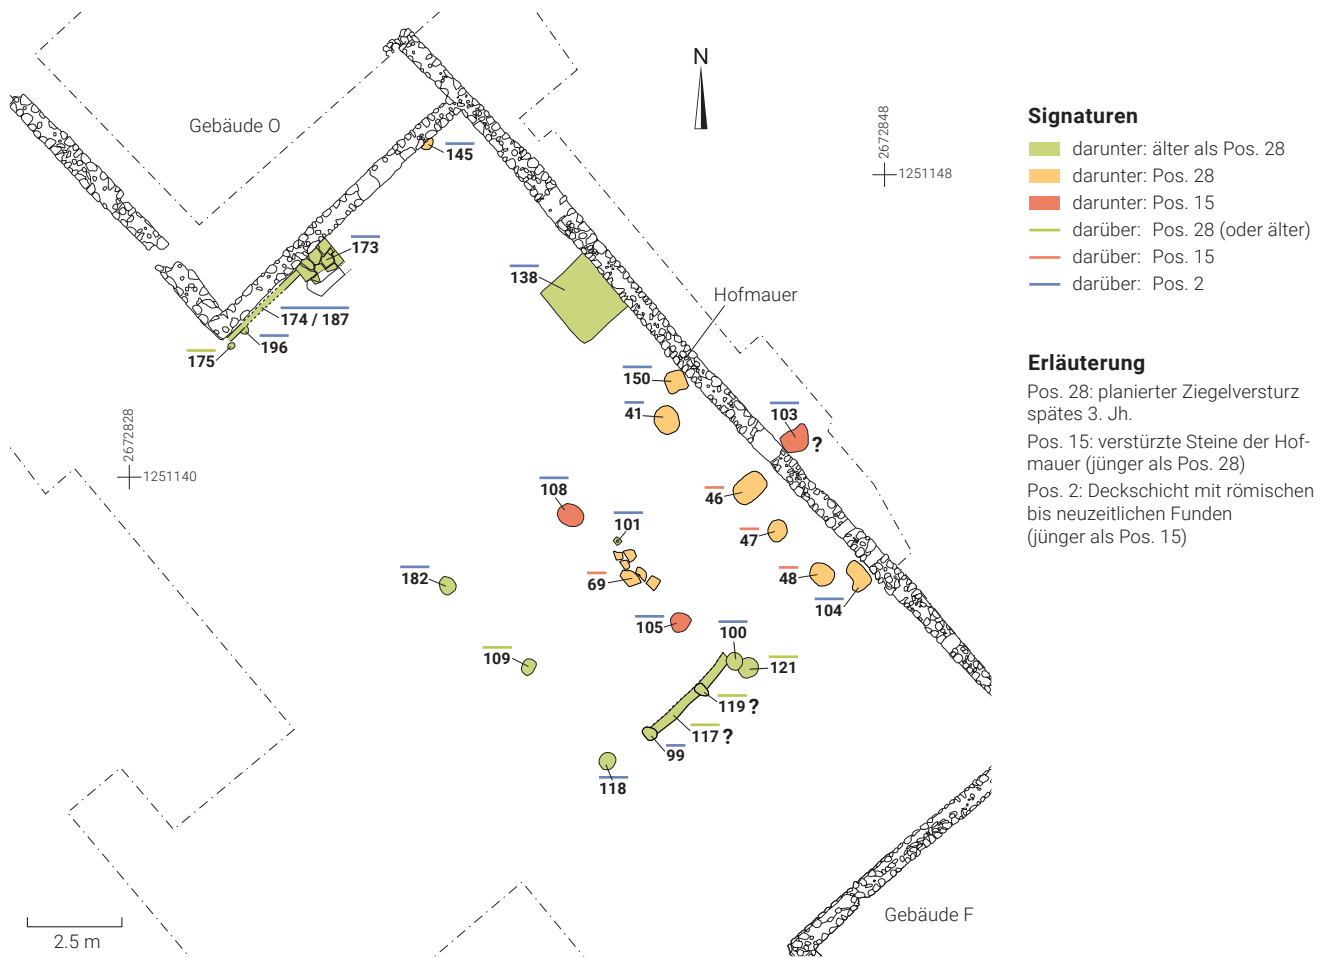 N
Gebäude O
145
2672848
1251148
173
138
Hofmauer
174 / 187
196
175
150
41
103
?
2672828
1251140
108
46
101
47
69
48
182
104
105
100
109
121
119 ?
117 ?
99
118
Gebäude F
2.5 m
Signaturen
darunter: älter als Pos. 28
darunter: Pos. 28
darunter: Pos. 15
darüber: Pos. 28 (oder älter)
darüber: Pos. 15
darüber: Pos. 2
Erläuterung
Pos. 28: planierter Ziegelversturz
spätes 3. Jh.
Pos. 15: verstürzte Steine der Hof-
mauer (jünger als Pos. 28)
Pos. 2: Deckschicht mit römischen
bis neuzeitlichen Funden
(jünger als Pos. 15)